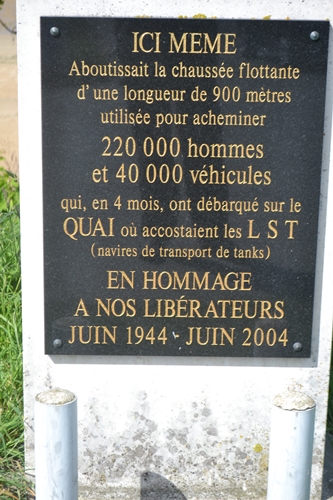 ICI MEME
Aboutissait la chaussée flottante
d'une longueur de 900 mètres
utilisée pour acheminer
220 000 hommes
et 40 000 véhicules
qui, en 4 mois, ont débarqué sur le
QUAI où accostaient les L S T
(navires de transport de tanks)
EN HOMMAGE
A NOS LIBÉRATEURS
JUIN 1944 - JUIN 2004